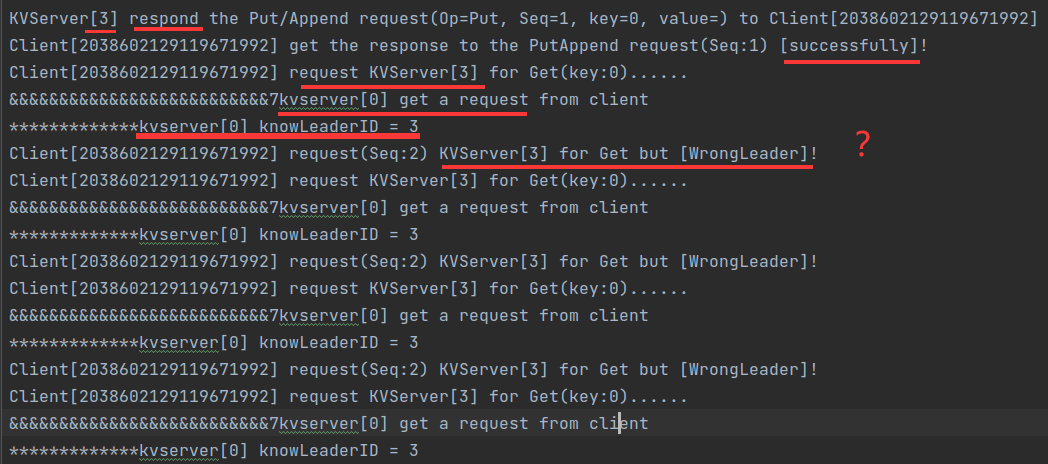 KVServer[3] respond the Put/Append request(Op=Put, Seq=1, key=0, value=) to Client[2038602129119671992]
Client[2038602129119671992] get the response to the PutAppend request(Seq:1) [successfully]!
Client[2038602129119671992] request KVServer[3] for Get(key:0)......
&&&&&&&&&&&&&&&&&&&&&&&&&&7kvserver[0] get a request from client
*************kvserver[0] knowLeaderID = 3
Client[2038602129119671992] request(Seq:2) KVServer[3] for Get but [WrongLeader]!
?
Client[2038602129119671992] request KVServer[3] for Get(key:0)......
&&&&&&&&&&&&&&&&&&&&&&&&&&7kvserver[0] get a request from client
*************kvserver[0] knowLeaderID = 3
Client[2038602129119671992] request(Seq:2) KVServer[3] for Get but [WrongLeader]!
Client[2038602129119671992] request KVServer[3] for Get(key:0)......
&&&&&&&&&&&&&&&&&&&&&&&&&&7kvserver[0] get a request from client
*************kvserver[0] knowLeaderID = 3
Client[2038602129119671992] request(Seq:2) KVServer[3] for Get but [WrongLeader]!
Client[2038602129119671992] request KVServer[3] for Get(key:0)......
&&&&&&&&&&&&&&&&&&&&&&&&&&7kvserver[0] get a request from client
*************kvserver[0] knowLeaderID = 3